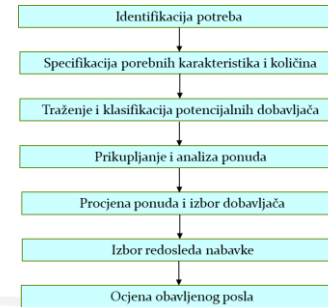 Identifikacija potreba
Specifikacija porebnih karakteristika i količina
Traženje i klasifikacija potencijalnih dobavljača
Prikupljanje i analiza ponuda
Procjena ponuda i izbor dobavljača
Izbor redosleda nabavke
Ocjena obavljenog posla